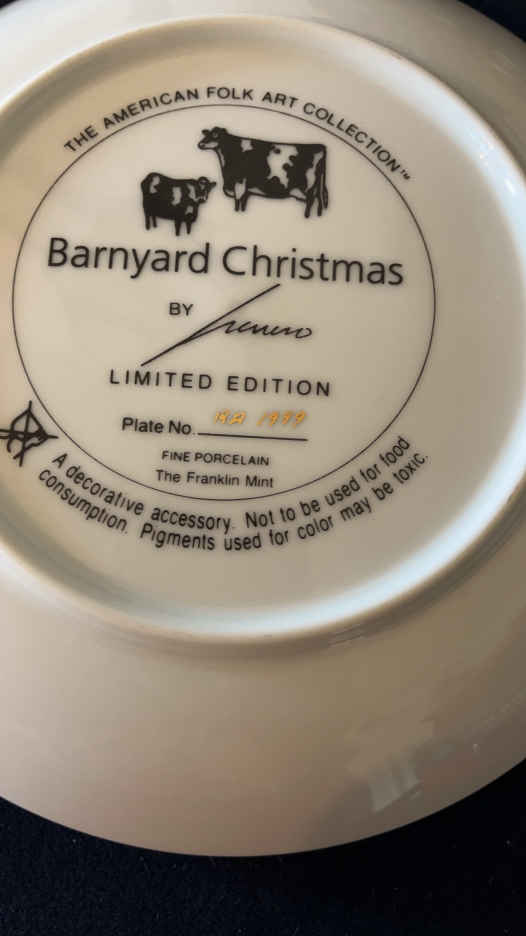 THE AMERICAN FOLK ART COLLECTION™
Barnyard Christmas
BY
LIMITED EDITION
Plate No.
FINE PORCELAIN
The Franklin Mint
A decorative accessory. Not to be used for food
consumption. Pigments used for color may be toxic.